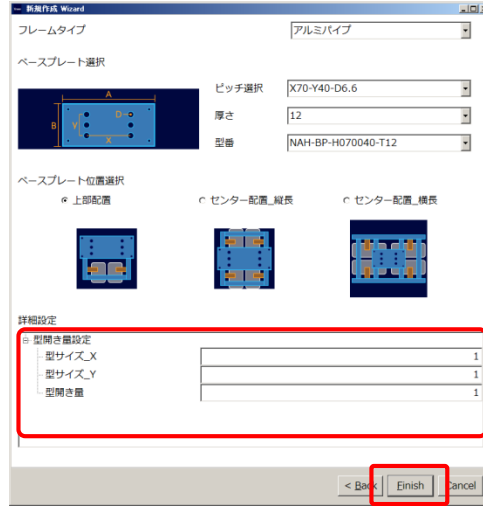 新規作成 Wizard
フレームタイプ アルミパイプ
ベースプレート選択
A
B Y D
X
ピッチ選択 X70-Y40-D6.6
厚さ 12
型番 NAH-BP-H070040-T12
ベースプレート位置選択
上部配置 センター配置_縦長 センター配置_横長
詳細設定
型開き量設定
型サイズ_X 1
型サイズ_Y 1
型開き量 1
< Back Finish Cancel